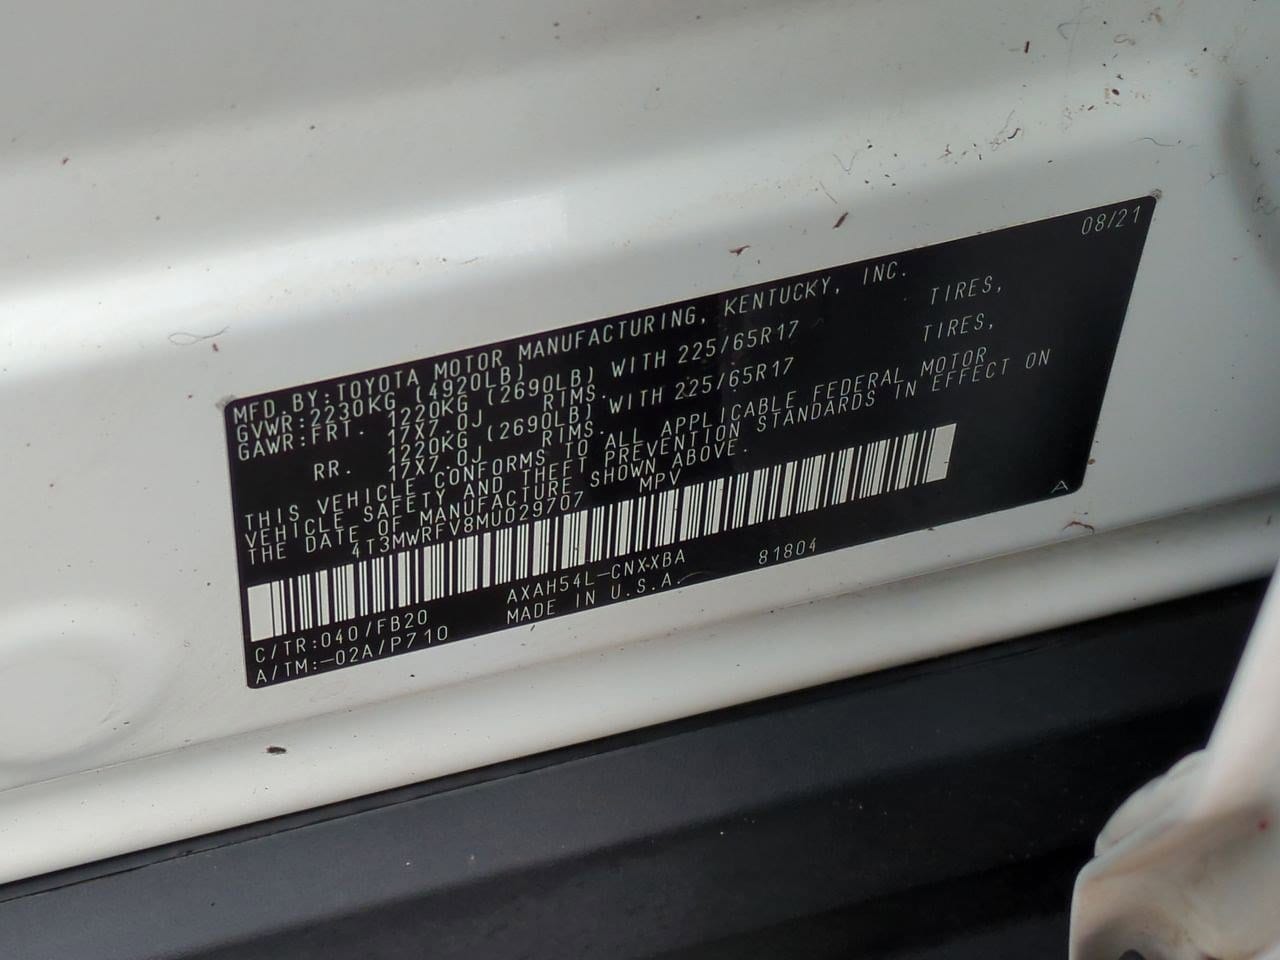 08/21
MFD. BY: TOYOTA MOTOR MANUFACTURING, KENTUCKY, INC.
GVWR: 2230KG (4920LB)
GAWR: FRT. 1220KG (2690LB) WITH 225/65R17 TIRES,
17X7.0J RIMS.
RR. 1220KG (2690LB) WITH 225/65R17 TIRES,
17X7.0J RIMS.
THIS VEHICLE CONFORMS TO ALL APPLICABLE FEDERAL MOTOR
VEHICLE SAFETY AND THEFT PREVENTION STANDARDS IN EFFECT ON
THE DATE OF MANUFACTURE SHOWN ABOVE.
4T3MWRFV8MU029707 MPV
C/TR: 040/FB20 AXAH54L-CNXXBA 81804
A/TM: -02A/P710 MADE IN U.S.A.
A